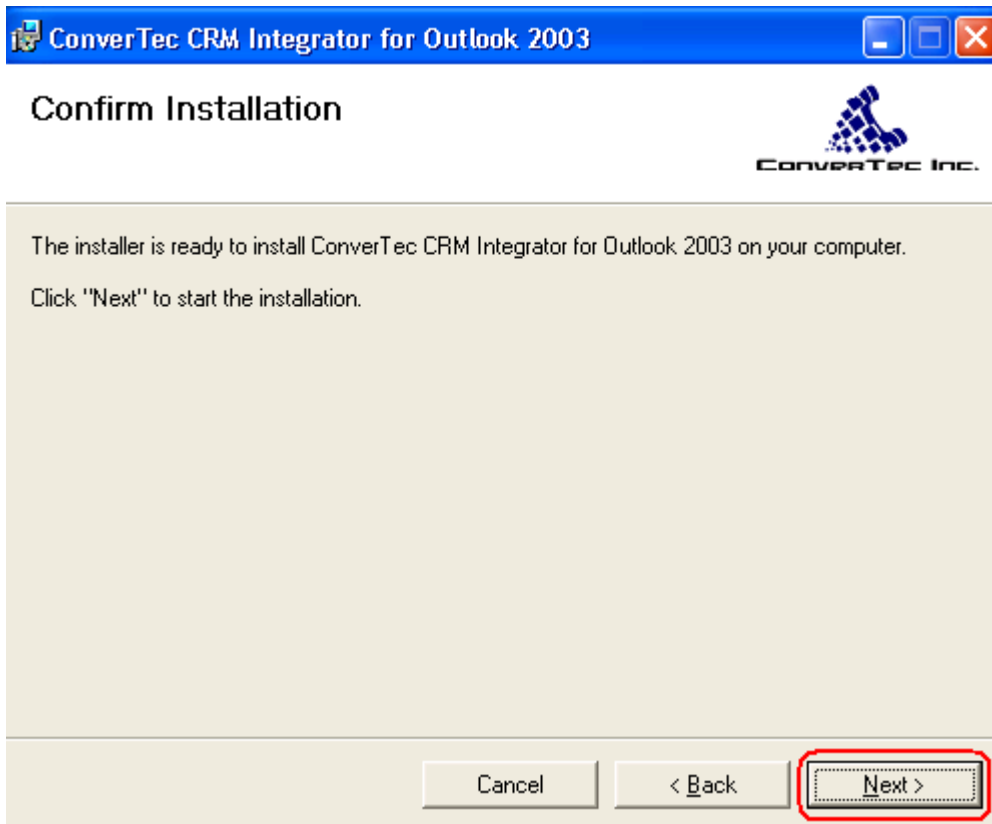 ConverTec CRM Integrator for Outlook 2003
Confirm Installation
ConverTec Inc.
The installer is ready to install ConverTec CRM Integrator for Outlook 2003 on your computer.
Click "Next" to start the installation.
Cancel
< Back
Next >